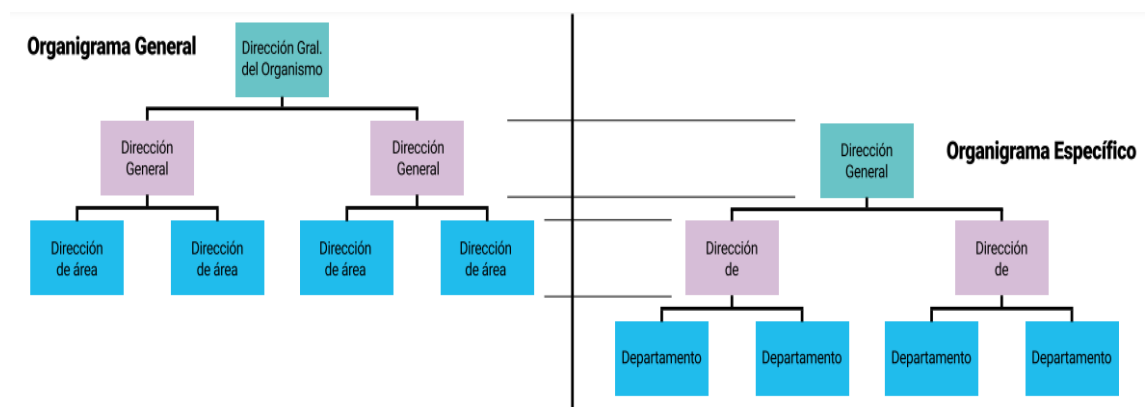 Organigrama General
Dirección Gral.
del Organismo
Dirección
General
Dirección
General
Dirección
de área
Dirección
de área
Dirección
de área
Dirección
de área
Organigrama Específico
Dirección
General
Dirección
de
Dirección
de
Departamento
Departamento
Departamento
Departamento